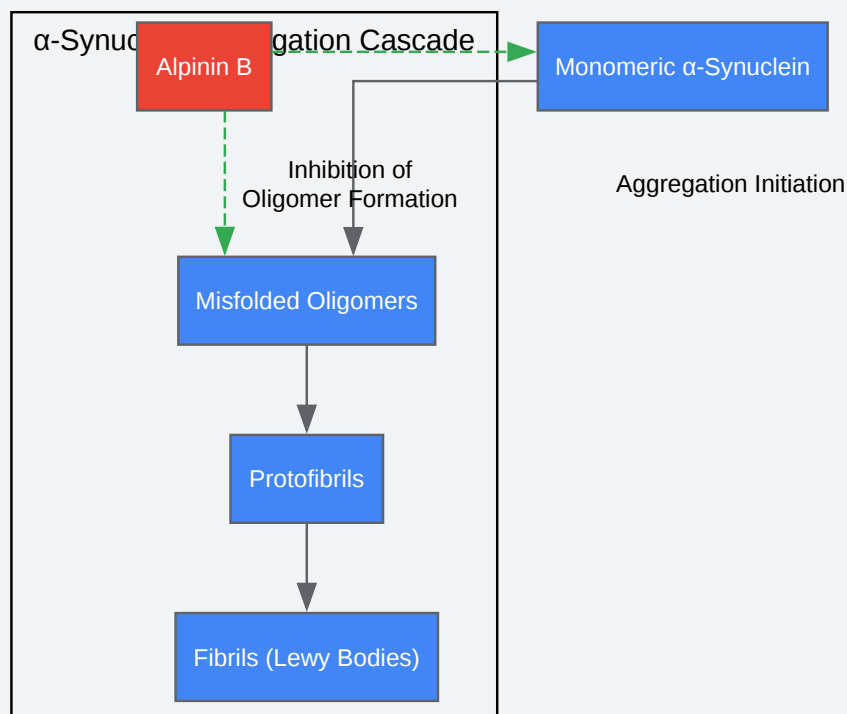 α-Synuc gation Cascade
Alpinin B
Monomeric α-Synuclein
Inhibition of
Oligomer Formation
Aggregation Initiation
Misfolded Oligomers
Protofibrils
Fibrils (Lewy Bodies)